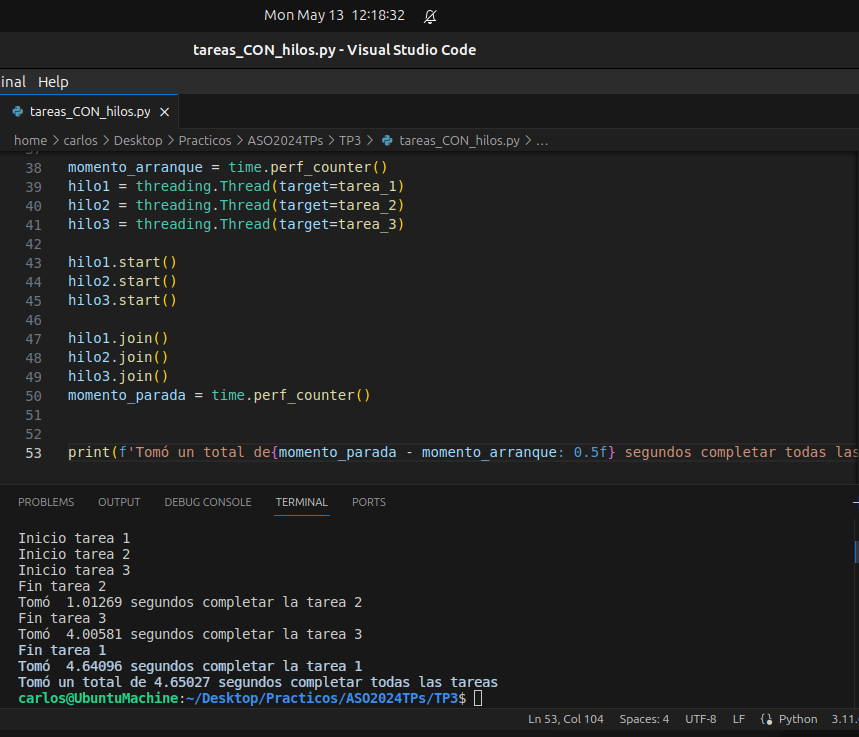 Mon May 13 12:18:32
tareas_CON_hilos.py - Visual Studio Code
inal Help
tareas_CON_hilos.py ×
home > carlos > Desktop > Practicos > ASO2024TPs > TP3 > tareas_CON_hilos.py > ...
38 momento_arranque = time.perf_counter()
39 hilo1 = threading.Thread(target=tarea_1)
40 hilo2 = threading.Thread(target=tarea_2)
41 hilo3 = threading.Thread(target=tarea_3)
42
43 hilo1.start()
44 hilo2.start()
45 hilo3.start()
46
47 hilo1.join()
48 hilo2.join()
49 hilo3.join()
50 momento_parada = time.perf_counter()
51
52
53 print(f'Tomó un total de{momento_parada - momento_arranque: 0.5f} segundos completar todas las
PROBLEMS OUTPUT DEBUG CONSOLE TERMINAL PORTS
Inicio tarea 1
Inicio tarea 2
Inicio tarea 3
Fin tarea 2
Tomó  1.01269 segundos completar la tarea 2
Fin tarea 3
Tomó  4.00581 segundos completar la tarea 3
Fin tarea 1
Tomó  4.64096 segundos completar la tarea 1
Tomó un total de 4.65027 segundos completar todas las tareas
carlos@UbuntuMachine:~/Desktop/Practicos/ASO2024TPs/TP3$
Ln 53, Col 104 Spaces: 4 UTF-8 LF Python 3.11.